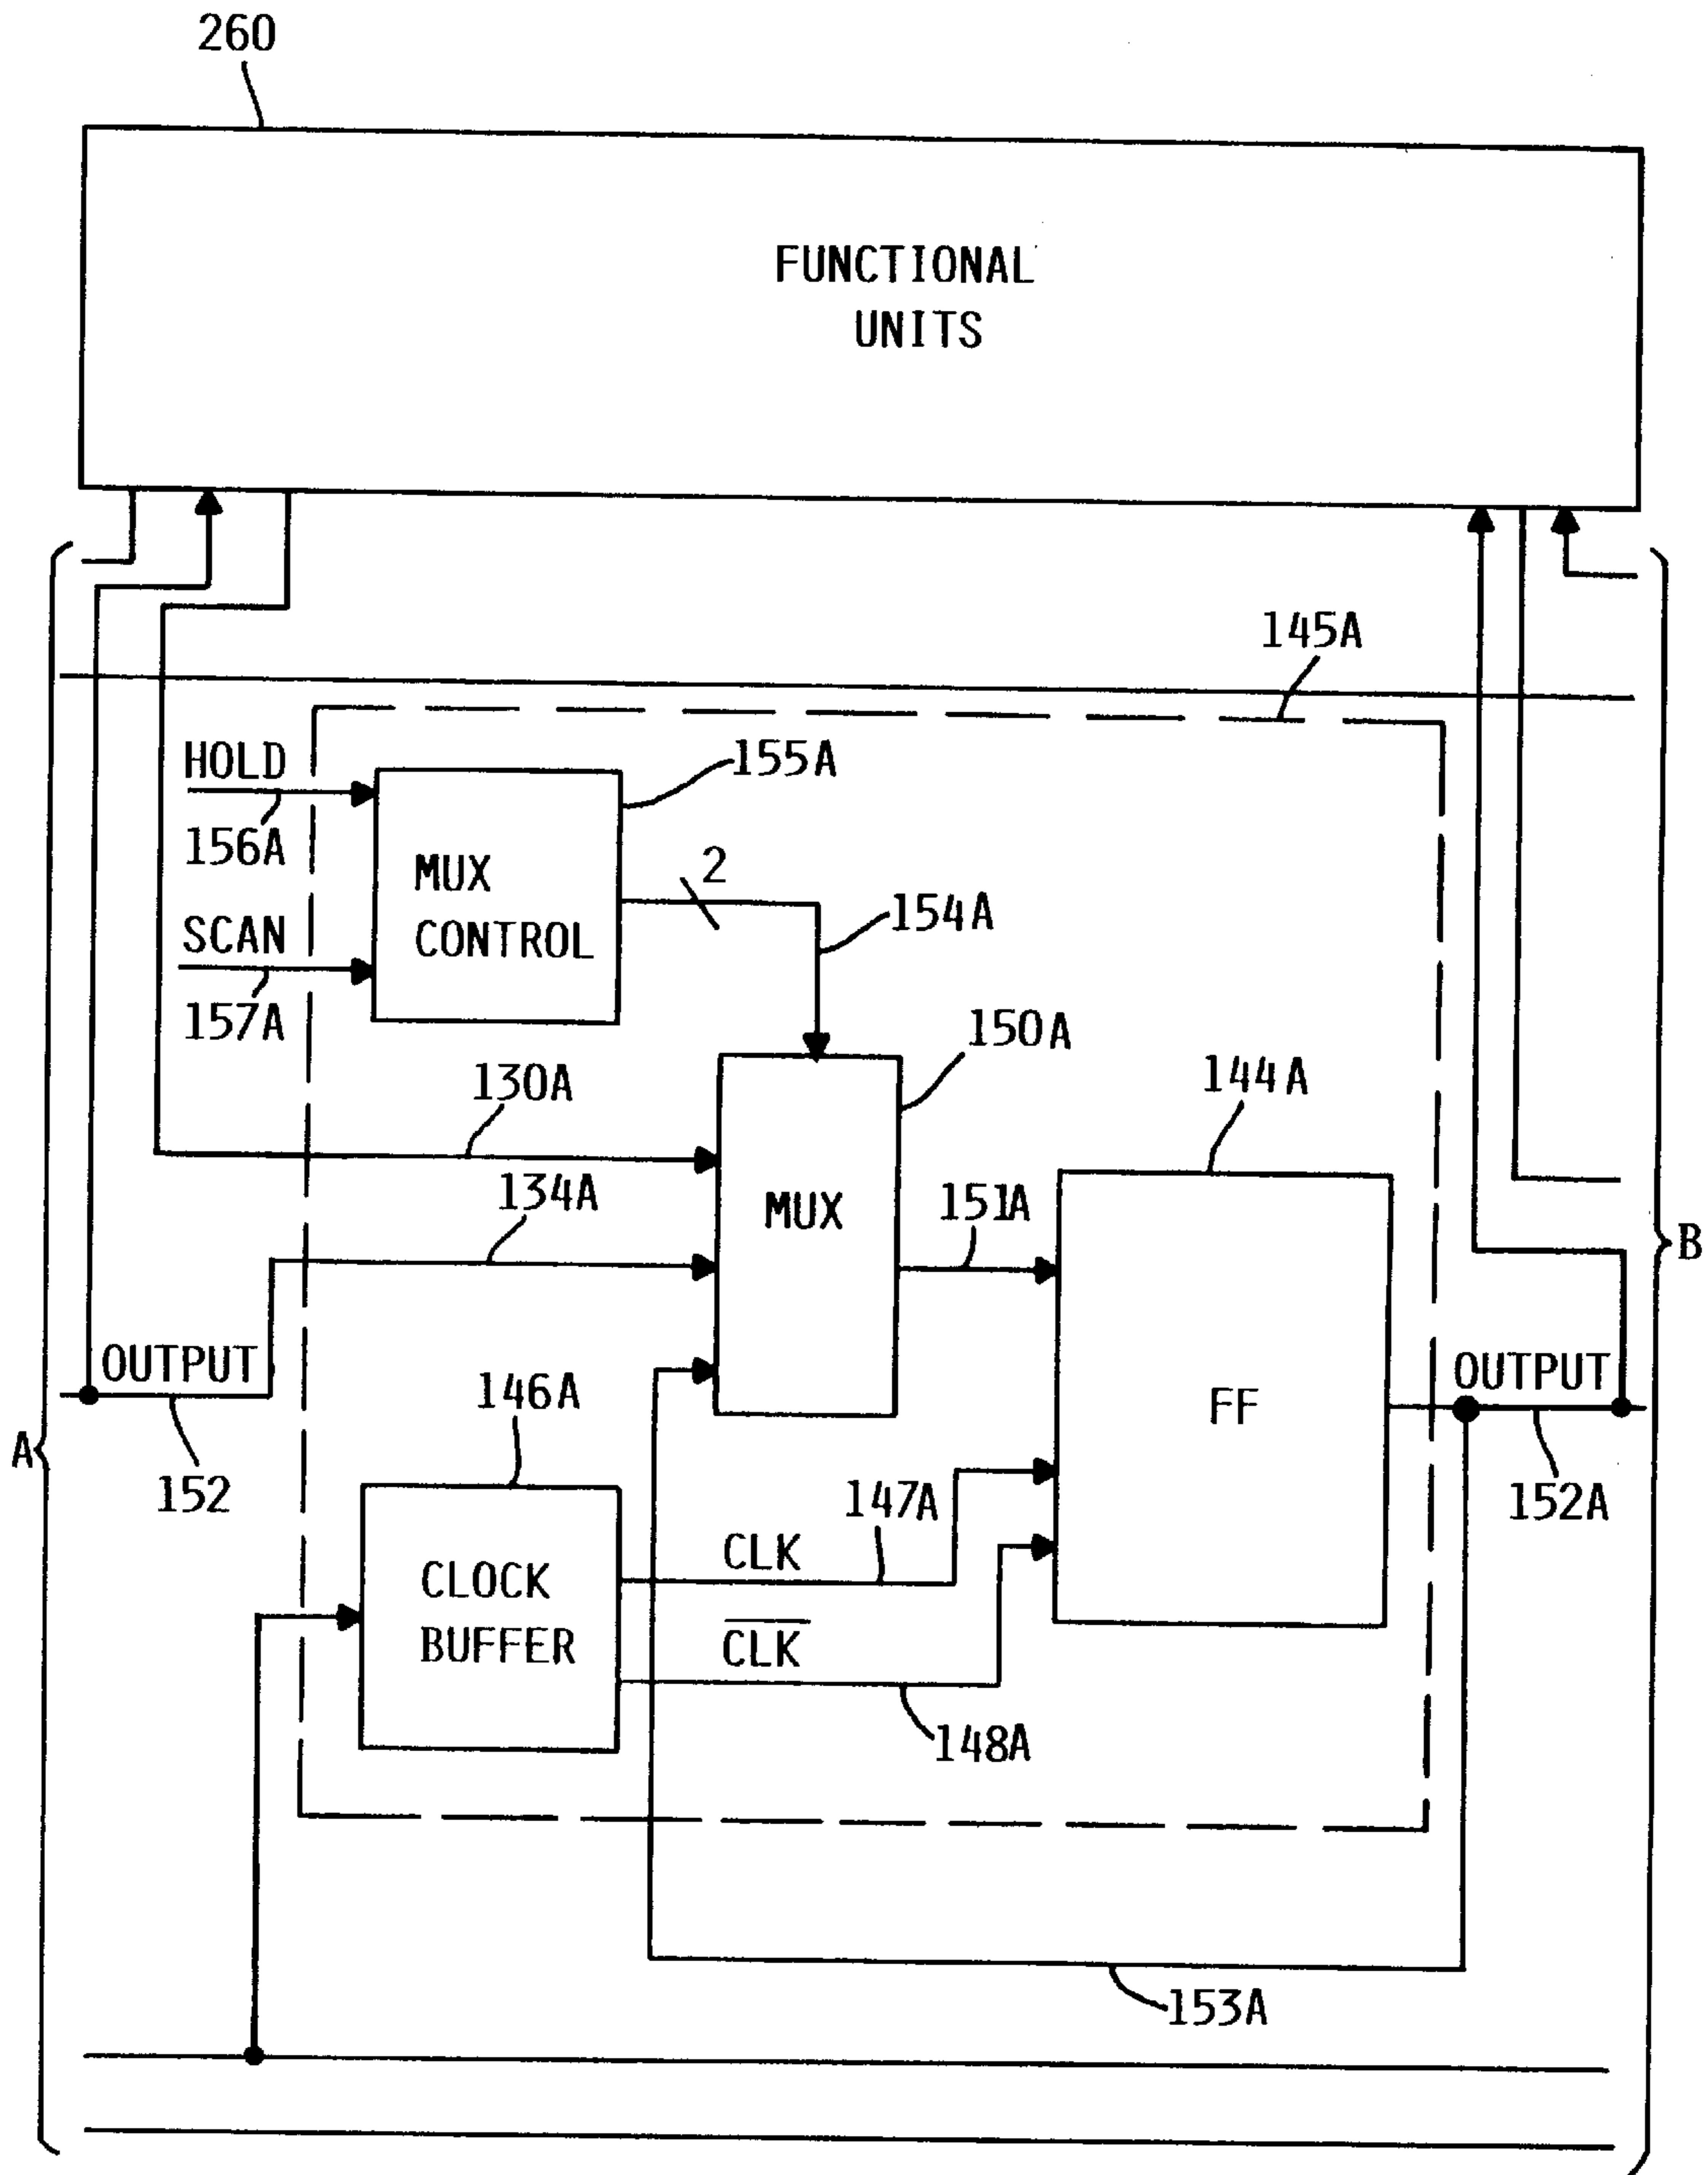 260
FUNCTIONAL
UNITS
145A
HOLD
155A
156A
MUX
CONTROL
2
154A
SCAN
157A
150A
130A
144A
134A
MUX
151A
B
OUTPUT
OUTPUT
146A
FF
A
152
147A
152A
CLOCK
BUFFER
CLK
CLK
148A
153A